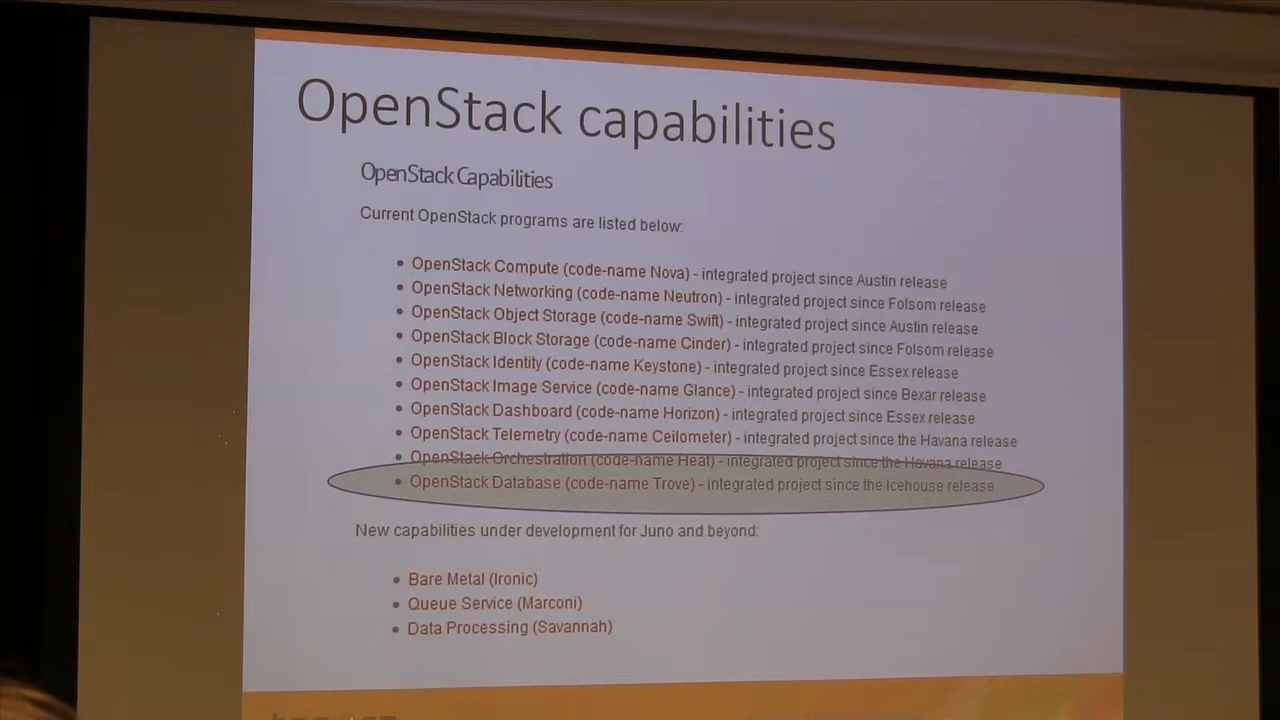 OpenStack capabilities
OpenStack Capabilities
Current OpenStack programs are listed below:
• OpenStack Compute (code-name Nova) - integrated project since Austin release
• OpenStack Networking (code-name Neutron) - integrated project since Folsom release
• OpenStack Object Storage (code-name Swift) - integrated project since Austin release
• OpenStack Block Storage (code-name Cinder) - integrated project since Folsom release
• OpenStack Identity (code-name Keystone) - integrated project since Essex release
• OpenStack Image Service (code-name Glance) - integrated project since Bexar release
• OpenStack Dashboard (code-name Horizon) - integrated project since Essex release
• OpenStack Telemetry (code-name Ceilometer) - integrated project since the Havana release
• OpenStack Orchestration (code-name Heat) - integrated project since the Havana release
• OpenStack Database (code-name Trove) - integrated project since the Icehouse release
New capabilities under development for Juno and beyond:
• Bare Metal (Ironic)
• Queue Service (Marconi)
• Data Processing (Savannah)